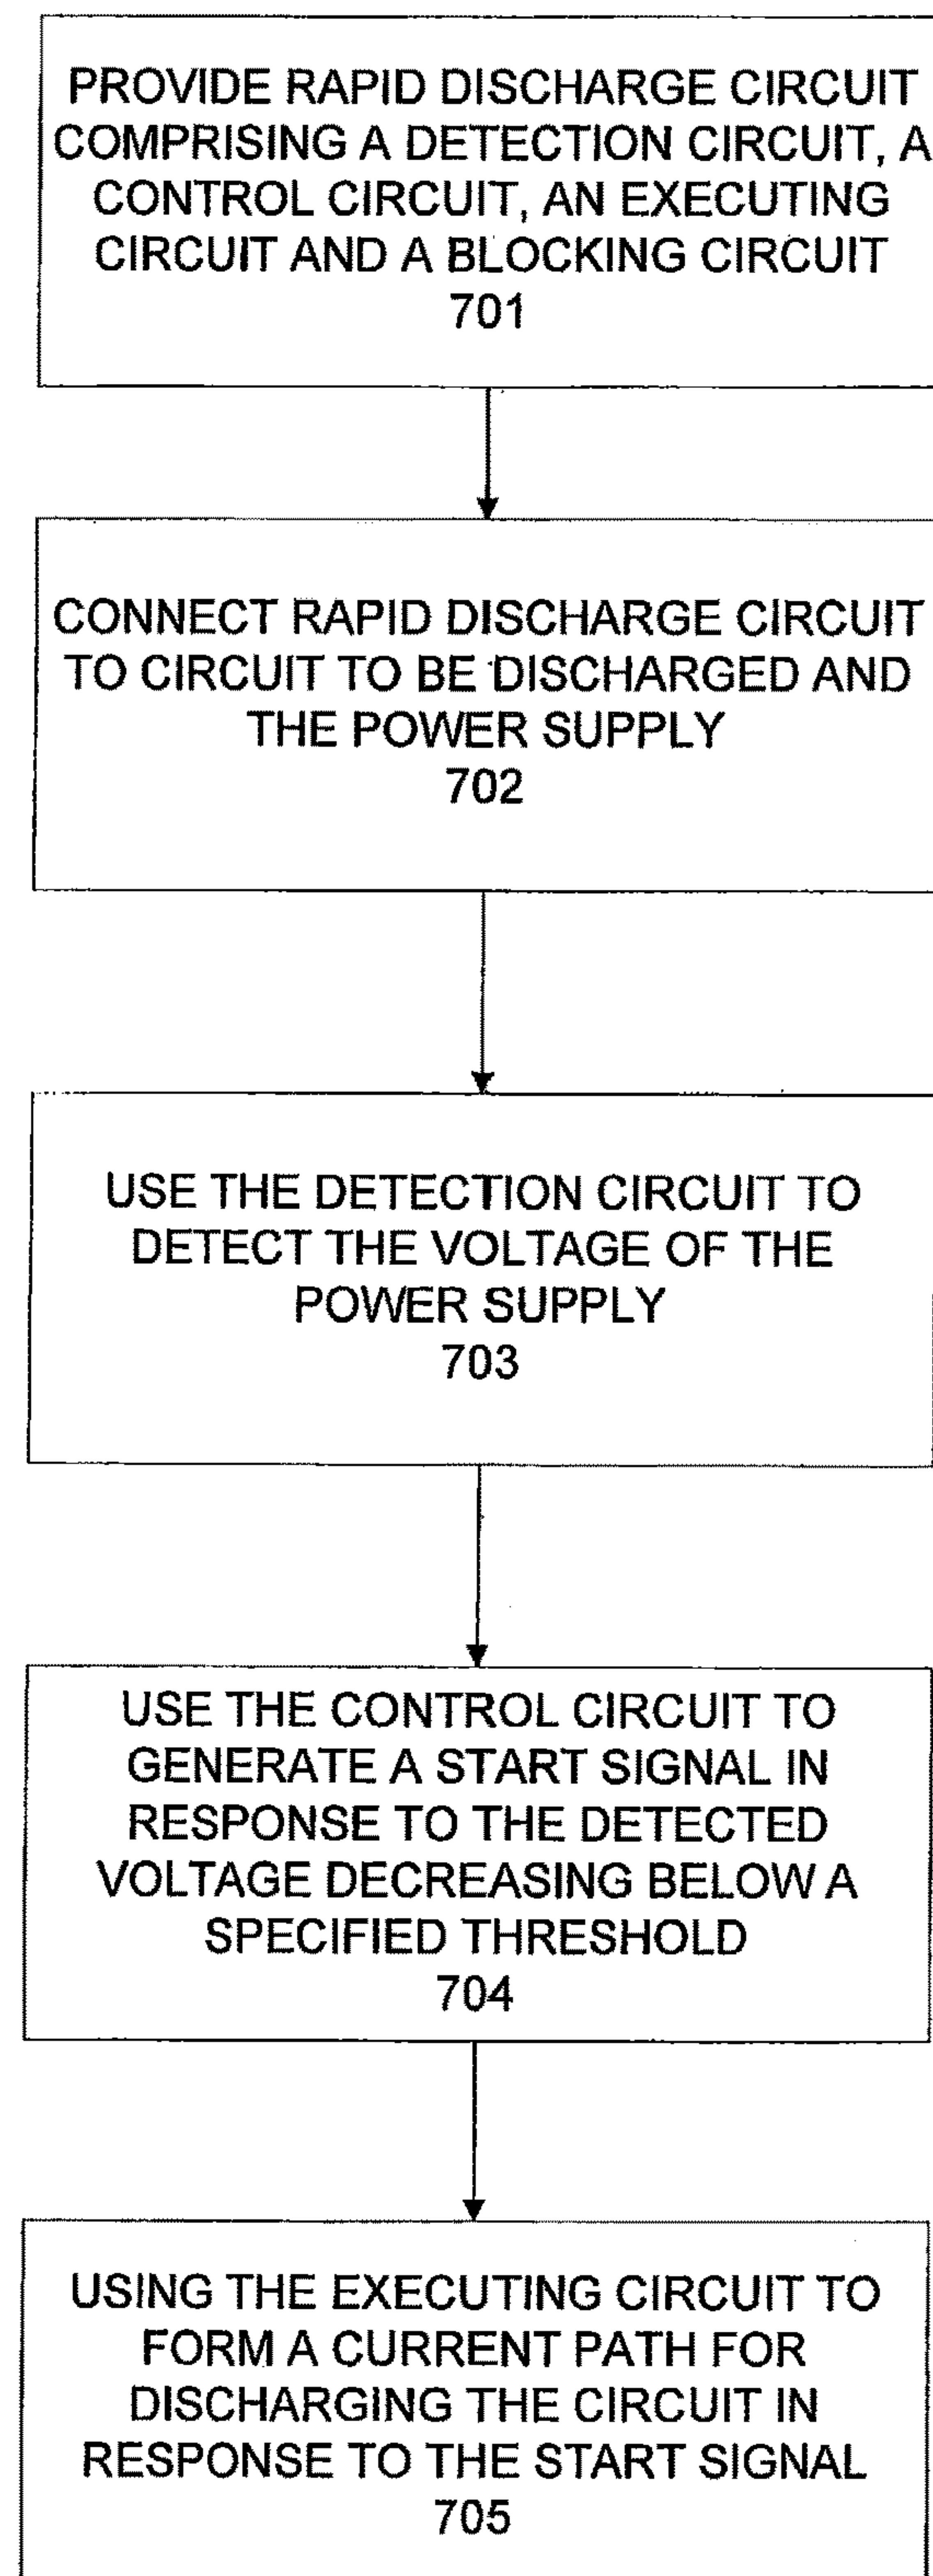 PROVIDE RAPID DISCHARGE CIRCUIT
COMPRISING A DETECTION CIRCUIT, A
CONTROL CIRCUIT, AN EXECUTING
CIRCUIT AND A BLOCKING CIRCUIT
701
CONNECT RAPID DISCHARGE CIRCUIT
TO CIRCUIT TO BE DISCHARGED AND
THE POWER SUPPLY
702
USE THE DETECTION CIRCUIT TO
DETECT THE VOLTAGE OF THE
POWER SUPPLY
703
USE THE CONTROL CIRCUIT TO
GENERATE A START SIGNAL IN
RESPONSE TO THE DETECTED
VOLTAGE DECREASING BELOW A
SPECIFIED THRESHOLD
704
USING THE EXECUTING CIRCUIT TO
FORM A CURRENT PATH FOR
DISCHARGING THE CIRCUIT IN
RESPONSE TO THE START SIGNAL
705